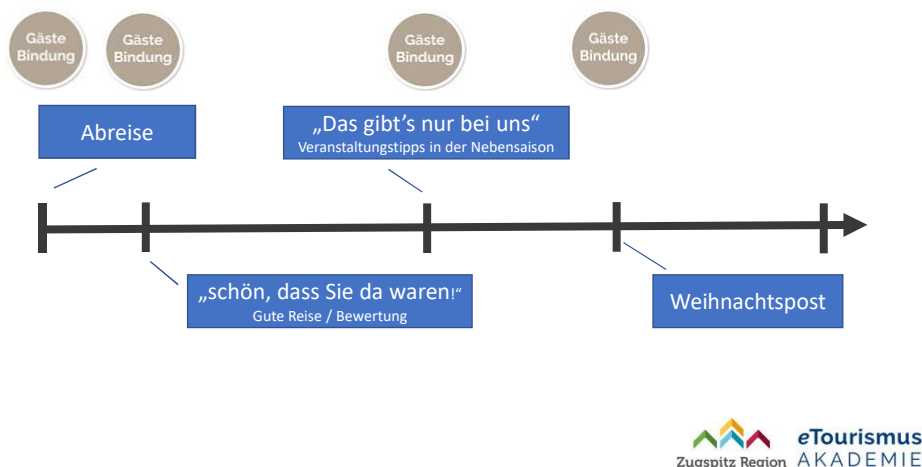 Gäste
Bindung
Gäste
Bindung
Gäste
Bindung
Gäste
Bindung
Abreise
„Das gibt's nur bei uns“
Veranstaltungstipps in der Nebensaison
„schön, dass Sie da waren!“
Gute Reise / Bewertung
Weihnachtspost
Zugspitz Region
eTourismus
AKADEMIE